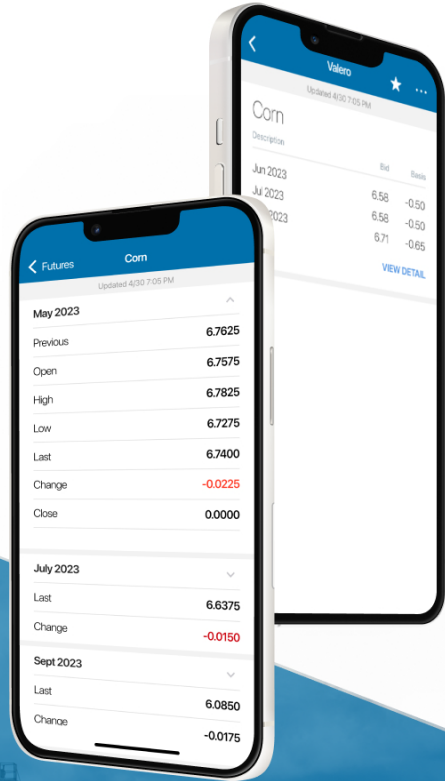 Valero
Updated 4/30 7:05 PM
Corn
Description
Bid Basis
Jun 2023 6.58 -0.50
Jul 2023 6.58 -0.50
2023 6.71 -0.65
VIEW DETAIL
Futures Corn
Updated 4/30 7:05 PM
May 2023
Previous 6.7625
Open 6.7575
High 6.7825
Low 6.7275
Last 6.7400
Change -0.0225
Close 0.0000
July 2023
Last 6.6375
Change -0.0150
Sept 2023
Last 6.0850
Change -0.0175